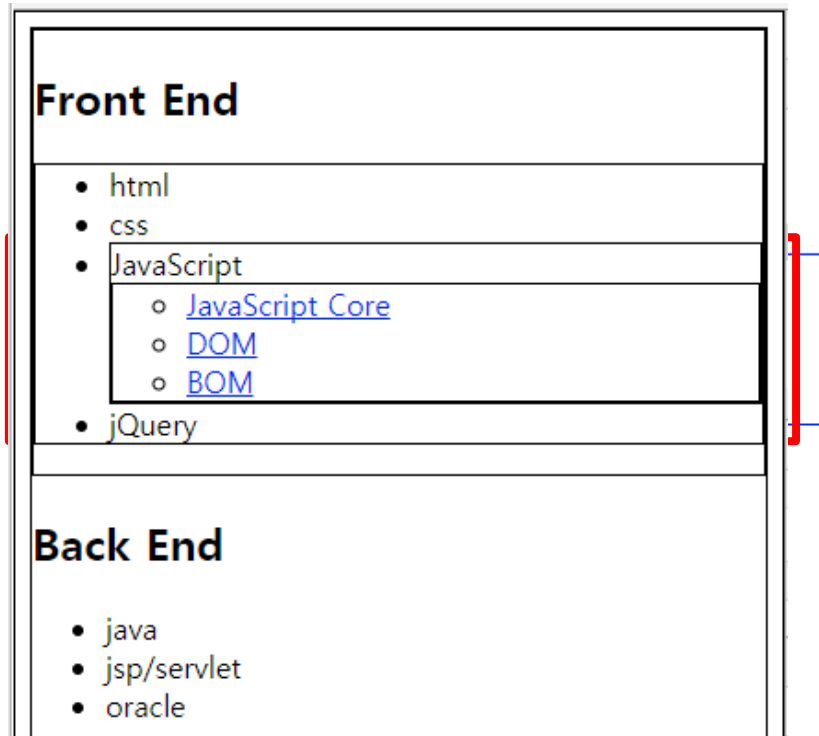 Front End
html
css
JavaScript
JavaScript Core
DOM
BOM
jQuery
Back End
java
jsp/servlet
oracle